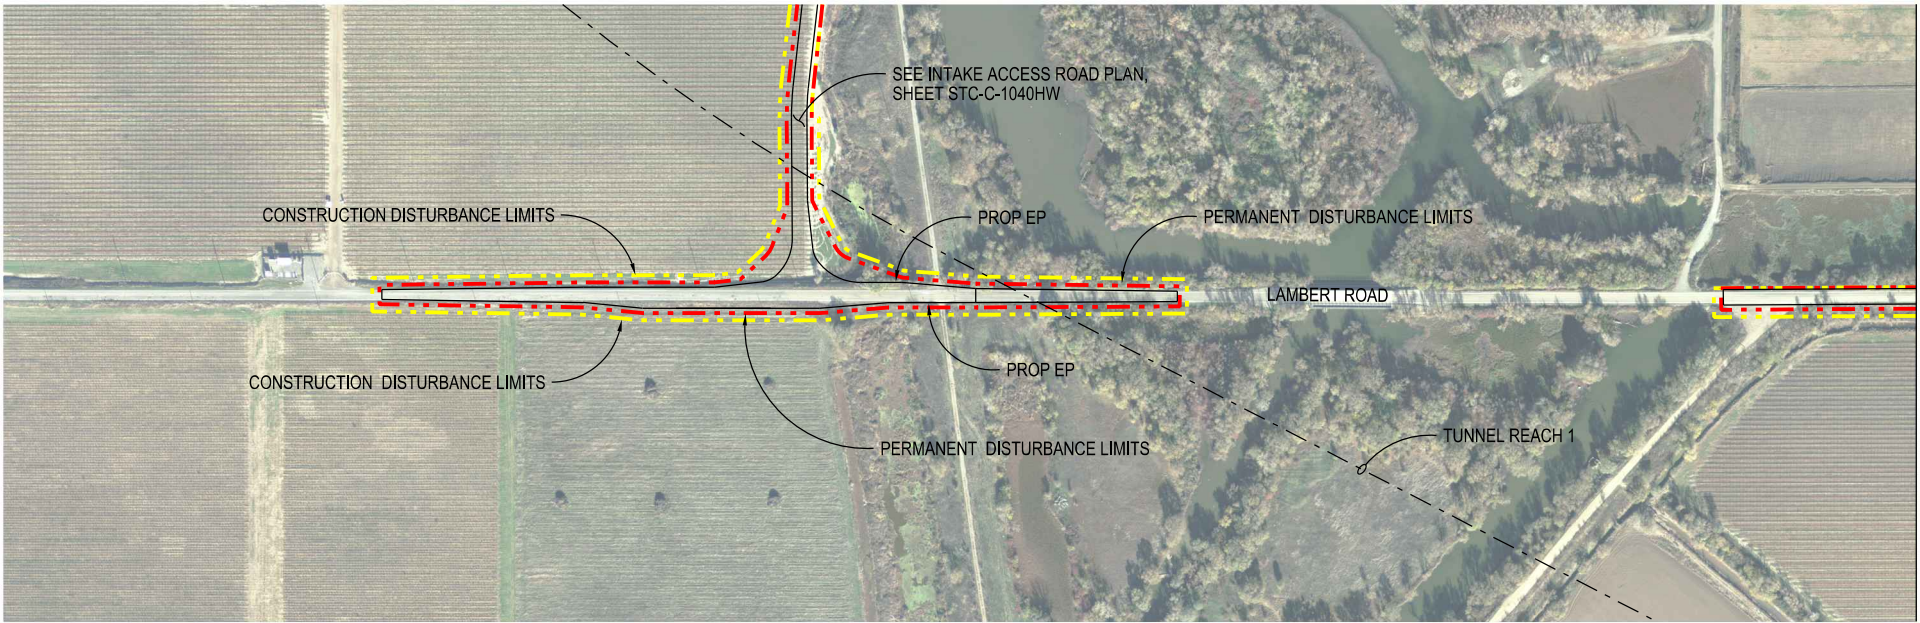 SEE INTAKE ACCESS ROAD PLAN,
SHEET STC-C-1040HW
CONSTRUCTION DISTURBANCE LIMITS
PROP EP
PERMANENT DISTURBANCE LIMITS
LAMBERT ROAD
CONSTRUCTION DISTURBANCE LIMITS
PROP EP
PERMANENT DISTURBANCE LIMITS
TUNNEL REACH 1